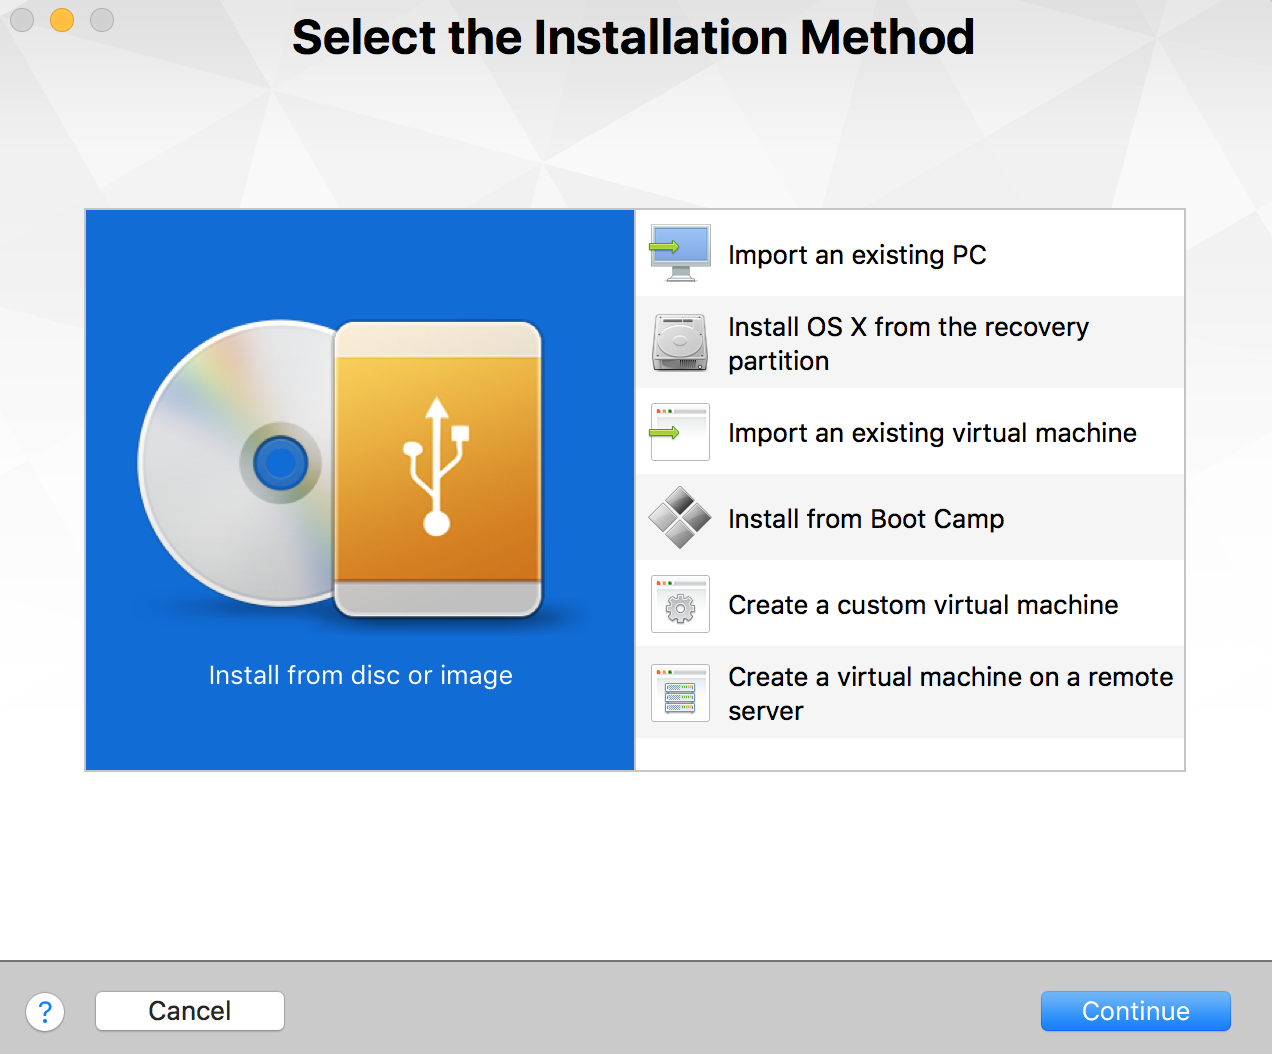 Select the Installation Method
Install from disc or image
Import an existing PC
Install OS X from the recovery
partition
Import an existing virtual machine
Install from Boot Camp
Create a custom virtual machine
Create a virtual machine on a remote
server
?
Cancel
Continue